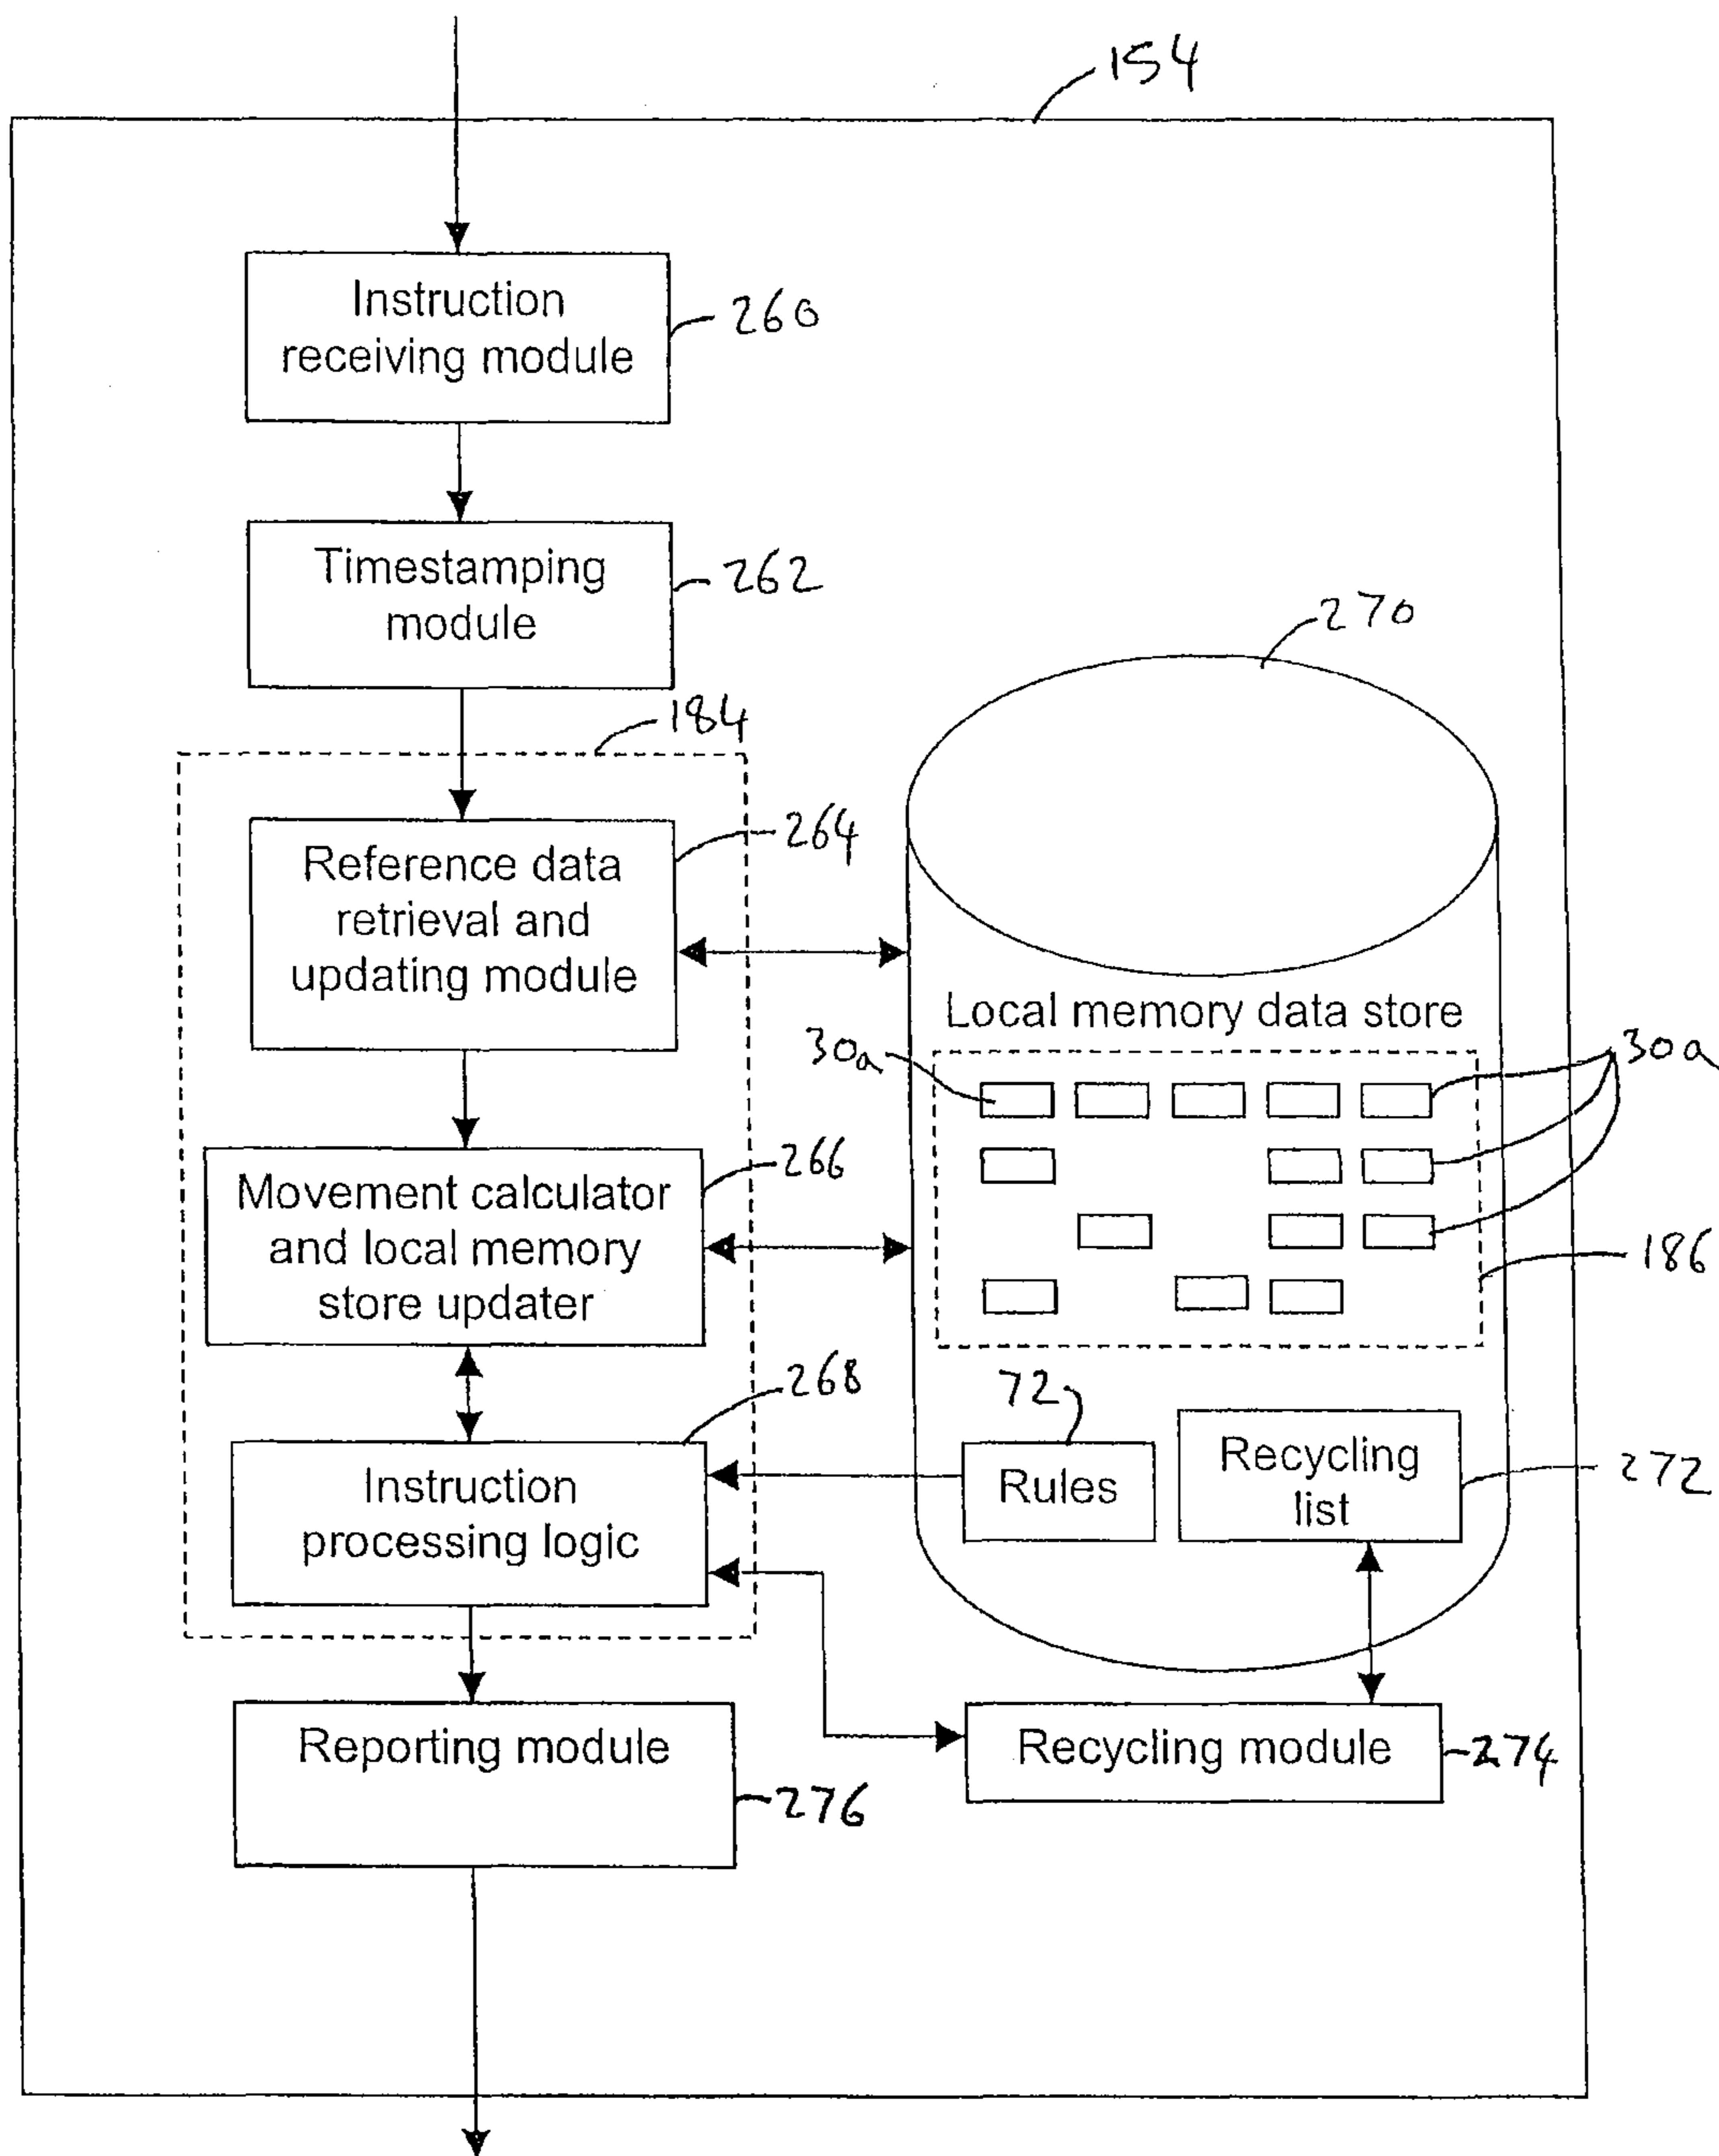 154
Instruction
receiving module
260
Timestamping
module
262
270
184
Reference data
retrieval and
updating module
264
Local memory data store
30a
30a
Movement calculator
and local memory
store updater
266
186
268
72
Instruction
processing logic
Rules
Recycling
list
272
Reporting module
276
Recycling module
274